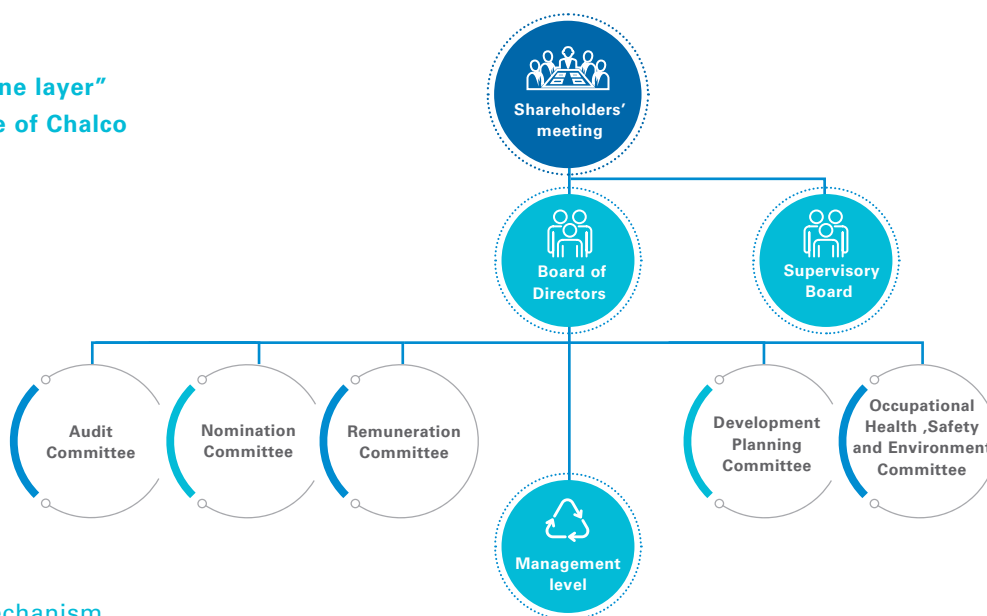 ne layer”
e of Chalco
Shareholders’
meeting
Board of
Directors
Supervisory
Board
Audit
Committee
Nomination
Committee
Remuneration
Committee
Development
Planning
Committee
Occupational
Health ,Safety
and Environment
Committee
Management
level
echanism